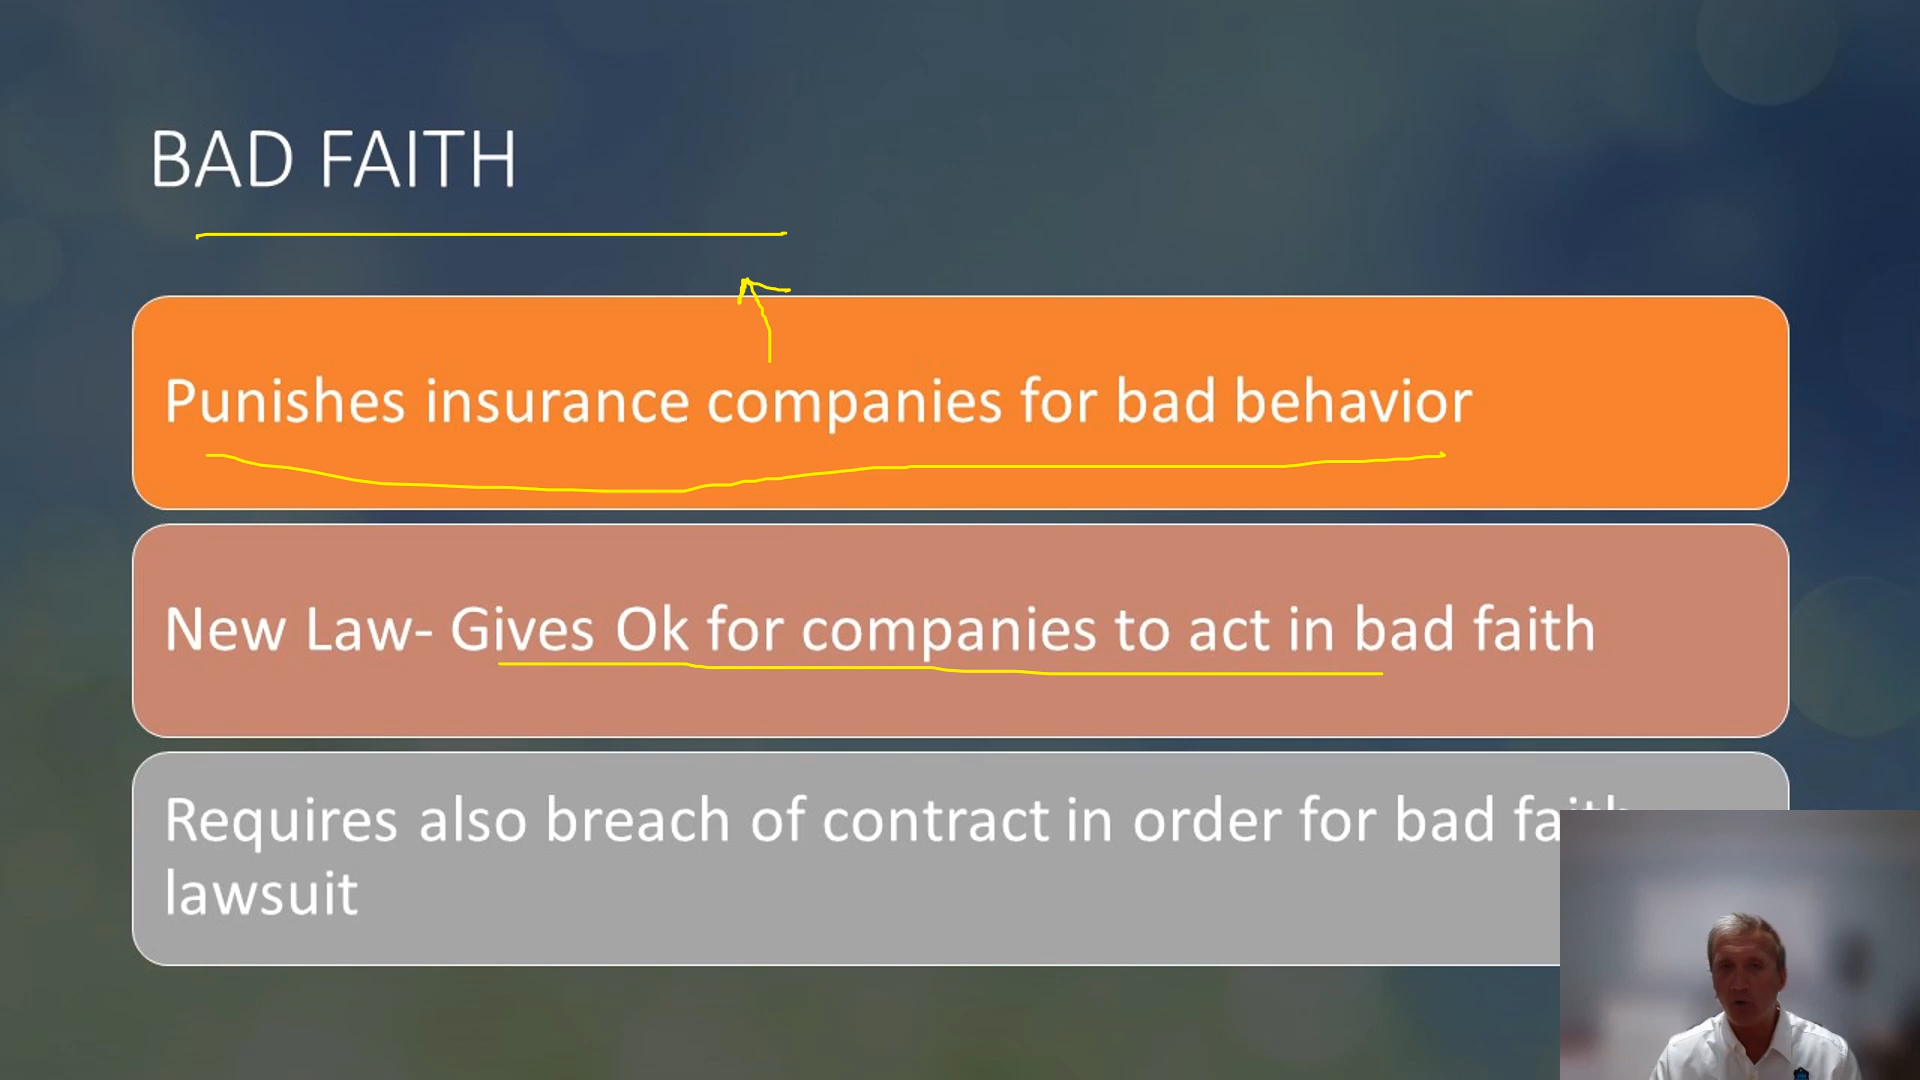 BAD FAITH
Punishes insurance companies for bad behavior
New Law- Gives Ok for companies to act in bad faith
Requires also breach of contract in order for bad faith
lawsuit